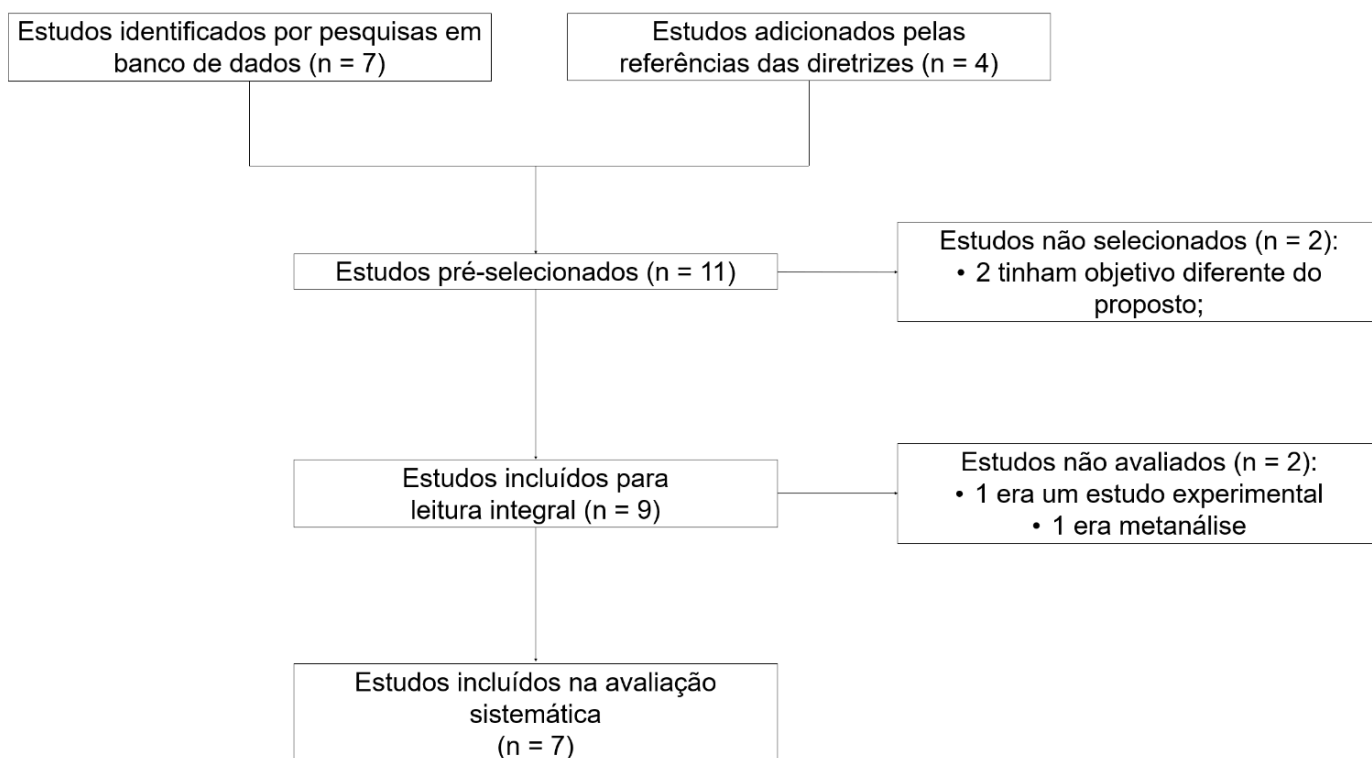 Estudos identificados por pesquisas em
banco de dados (n = 7)
Estudos adicionados pelas
referências das diretrizes (n = 4)
Estudos pré-selecionados (n = 11)
Estudos não selecionados (n = 2):
• 2 tinham objetivo diferente do
proposto;
Estudos incluídos para
leitura integral (n = 9)
Estudos não avaliados (n = 2):
• 1 era um estudo experimental
• 1 era metanálise
Estudos incluídos na avaliação
sistemática
(n = 7)